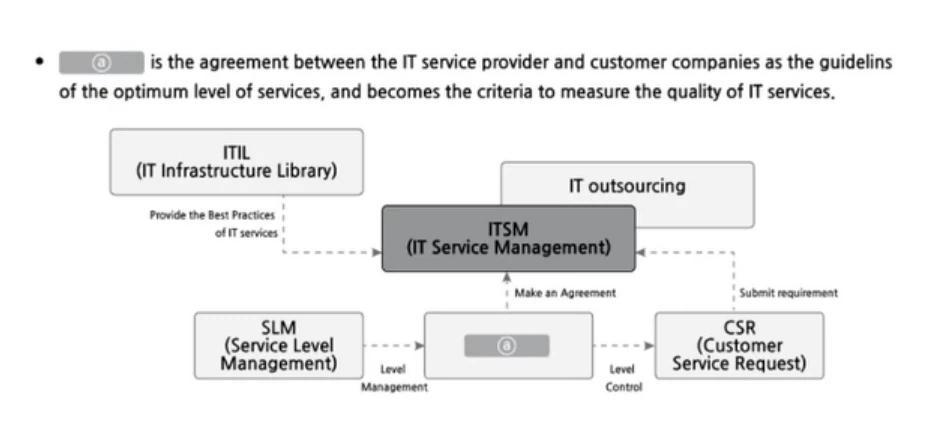 • ⓐ is the agreement between the IT service provider and customer companies as the guidelins
of the optimum level of services, and becomes the criteria to measure the quality of IT services.
ITIL
(IT Infrastructure Library)
IT outsourcing
Provide the Best Practices
of IT services
ITSM
(IT Service Management)
Make an Agreement
Submit requirement
SLM
(Service Level
Management)
Level
Management
ⓐ
Level
Control
CSR
(Customer
Service Request)